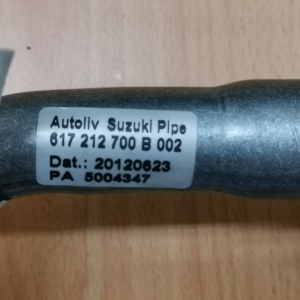 Autoliv Suzuki Pipe
617 212 700 B 002
Dat.: 20120623
PA 5004347